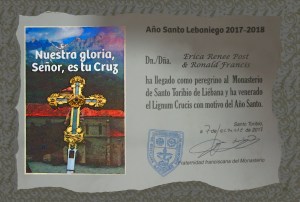 Nuestra gloria,
Señor, es tu Cruz
Año Santo Lebaniego 2017-2018
Dn./Dña. Erica Renee Post
& Ronald Francis
ha llegado como peregrino al Monasterio
de Santo Toribio de Liébana y ha venerado
el Lignum Crucis con motivo del Año Santo.
Santo Toribio
Fraternidad franciscana del Monasterio